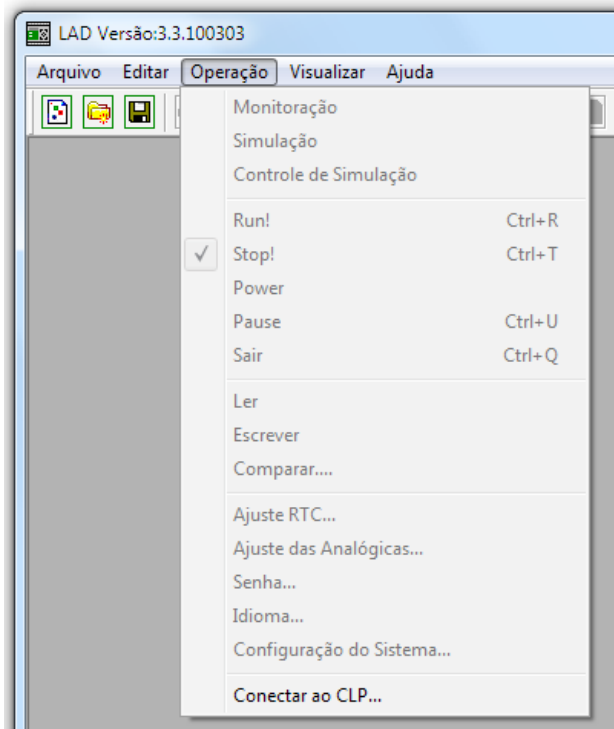 LAD Versão:3.3.100303
Arquivo Editar Operação Visualizar Ajuda
Monitoração
Simulação
Controle de Simulação
Run! Ctrl+R
Stop! Ctrl+T
Power
Pause Ctrl+U
Sair Ctrl+Q
Ler
Escrever
Comparar....
Ajuste RTC...
Ajuste das Analógicas...
Senha...
Idioma...
Configuração do Sistema...
Conectar ao CLP...